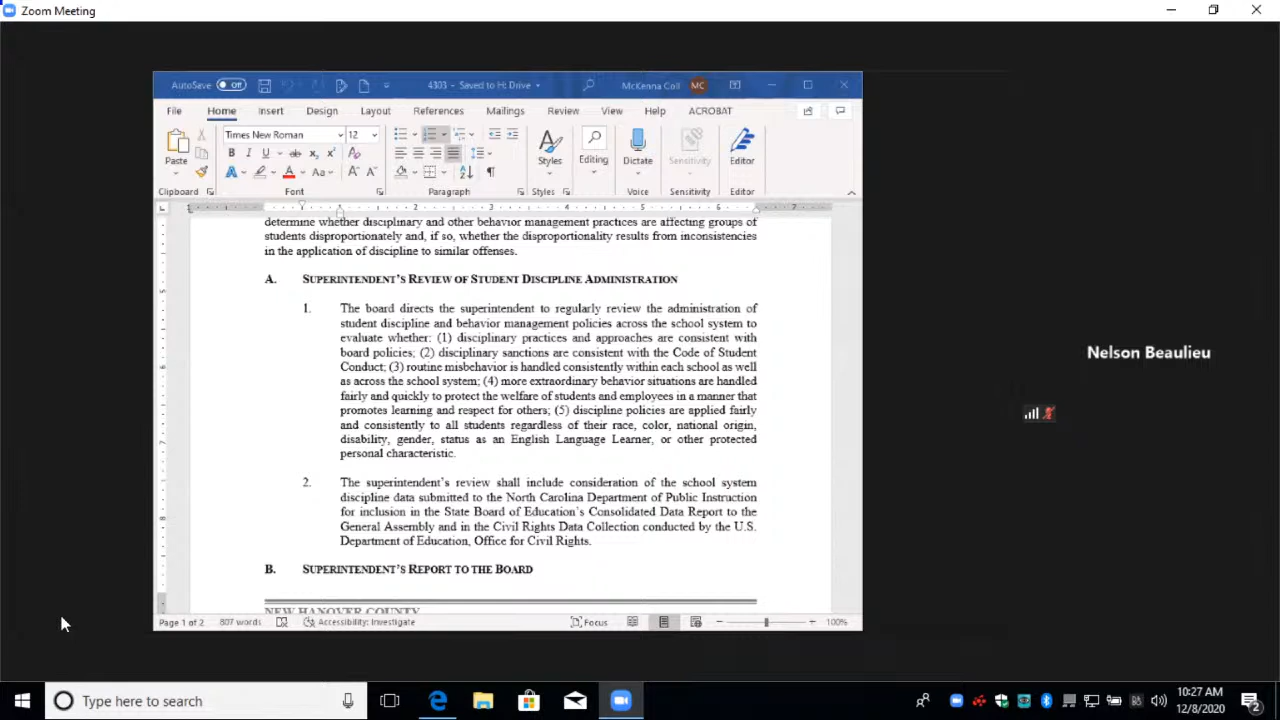 Zoom Meeting
AutoSave Off 4303 - Saved to H: Drive McKenna Coll MC
File Home Insert Design Layout References Mailings Review View Help ACROBAT
Times New Roman 12
Paste B I U ab x₂ x² A Styles Editing Dictate Sensitivity Editor
A A Aa A A
Clipboard Font Paragraph Styles Voice Sensitivity Editor
determine whether disciplinary and other behavior management practices are affecting groups of
students disproportionately and, if so, whether the disproportionality results from inconsistencies
in the application of discipline to similar offenses.
A. SUPERINTENDENT'S REVIEW OF STUDENT DISCIPLINE ADMINISTRATION
1. The board directs the superintendent to regularly review the administration of
student discipline and behavior management policies across the school system to
evaluate whether: (1) disciplinary practices and approaches are consistent with
board policies; (2) disciplinary sanctions are consistent with the Code of Student
Conduct; (3) routine misbehavior is handled consistently within each school as well
as across the school system; (4) more extraordinary behavior situations are handled
fairly and quickly to protect the welfare of students and employees in a manner that
promotes learning and respect for others; (5) discipline policies are applied fairly
and consistently to all students regardless of their race, color, national origin,
disability, gender, status as an English Language Learner, or other protected
personal characteristic.
2. The superintendent's review shall include consideration of the school system
discipline data submitted to the North Carolina Department of Public Instruction
for inclusion in the State Board of Education's Consolidated Data Report to the
General Assembly and in the Civil Rights Data Collection conducted by the U.S.
Department of Education, Office for Civil Rights.
B. SUPERINTENDENT'S REPORT TO THE BOARD
NEW HANOVER COUNTY
Page 1 of 2 807 words Accessibility: Investigate Focus 100%
Nelson Beaulieu
Type here to search
10:27 AM
12/8/2020
2